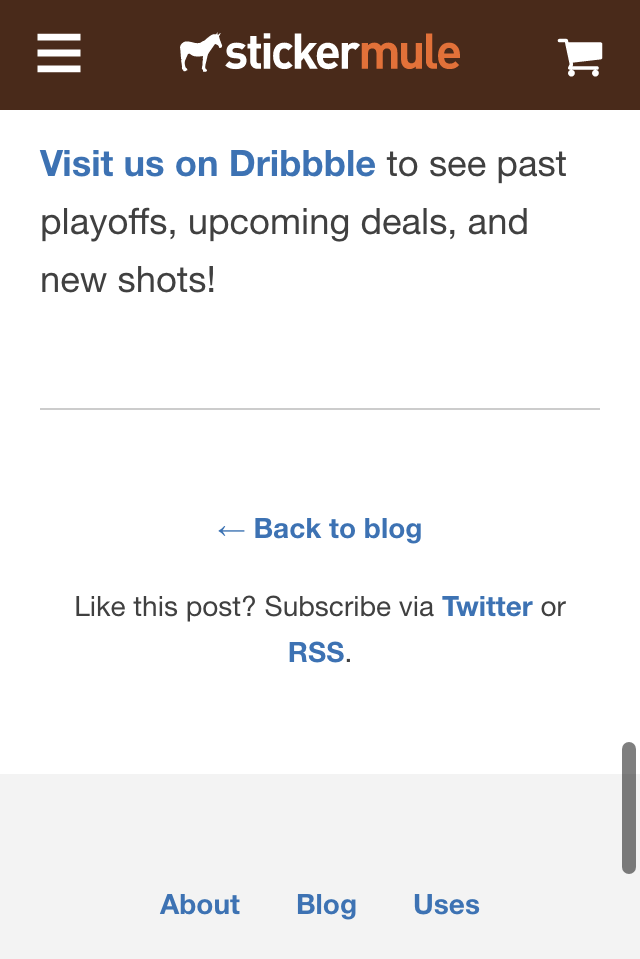 stickermule
Visit us on Dribbble to see past
playoffs, upcoming deals, and
new shots!
← Back to blog
Like this post? Subscribe via Twitter or
RSS.
About Blog Uses